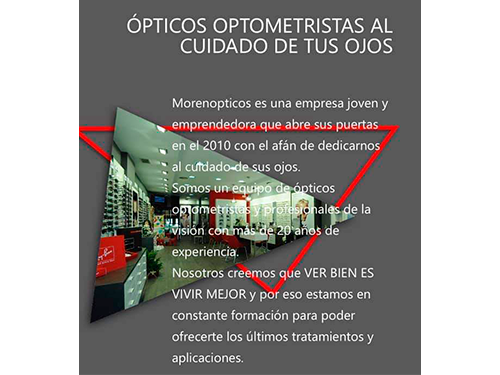 ÓPTICOS OPTOMETRISTAS AL
CUIDADO DE TUS OJOS
Morenopticos es una empresa joven y
emprendedora que abre sus puertas
en el 2010 con el afán de dedicarnos
al cuidado de sus ojos.
Somos un equipo de ópticos
optometristas y profesionales de la
visión con más de 20 años de
experiencia.
Nosotros creemos que VER BIEN ES
VIVIR MEJOR y por eso estamos en
constante formación para poder
ofrecerte los últimos tratamientos y
aplicaciones.